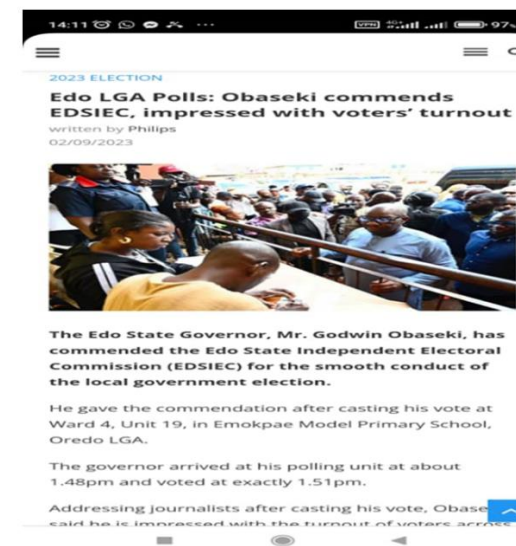 14:11
VPN 4G+ 97%
2023 ELECTION
Edo LGA Polls: Obaseki commends
EDSIEC, impressed with voters' turnout
written by Philips
02/09/2023
The Edo State Governor, Mr. Godwin Obaseki, has
commended the Edo State Independent Electoral
Commission (EDSIEC) for the smooth conduct of
the local government election.
He gave the commendation after casting his vote at
Ward 4, Unit 19, in Emokpae Model Primary School,
Oredo LGA.
The governor arrived at his polling unit at about
1.48pm and voted at exactly 1.51pm.
Addressing journalists after casting his vote, Obase
said he is impressed with the turnout of voters across